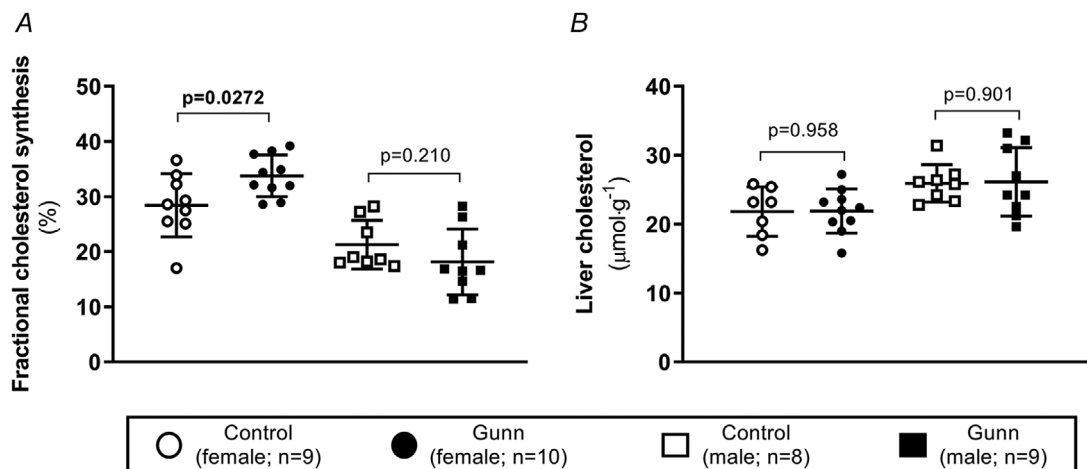 A
Fractional cholesterol synthesis
(%)
50
40
30
20
10
0
p=0.0272
p=0.210
B
Liver cholesterol
(µmol·g⁻¹)
40
30
20
10
0
p=0.958
p=0.901
Control
(female; n=9)
Gunn
(female; n=10)
Control
(male; n=8)
Gunn
(male; n=9)